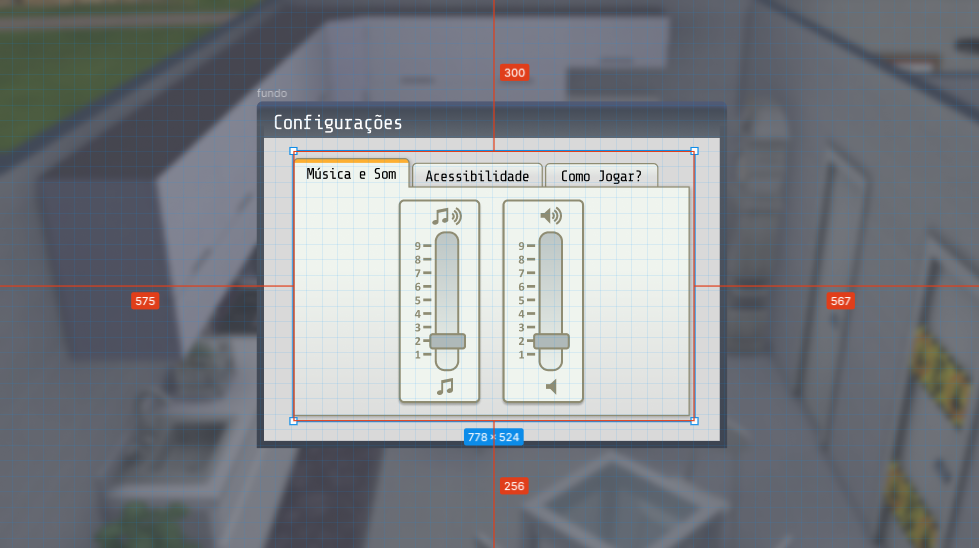 300
fundo
Configurações
Música e Som
Acessibilidade
Como Jogar?
9 9
8 8
7 7
6 6
5 5
4 4
3 3
2 2
1 1
575
567
778 × 524
256